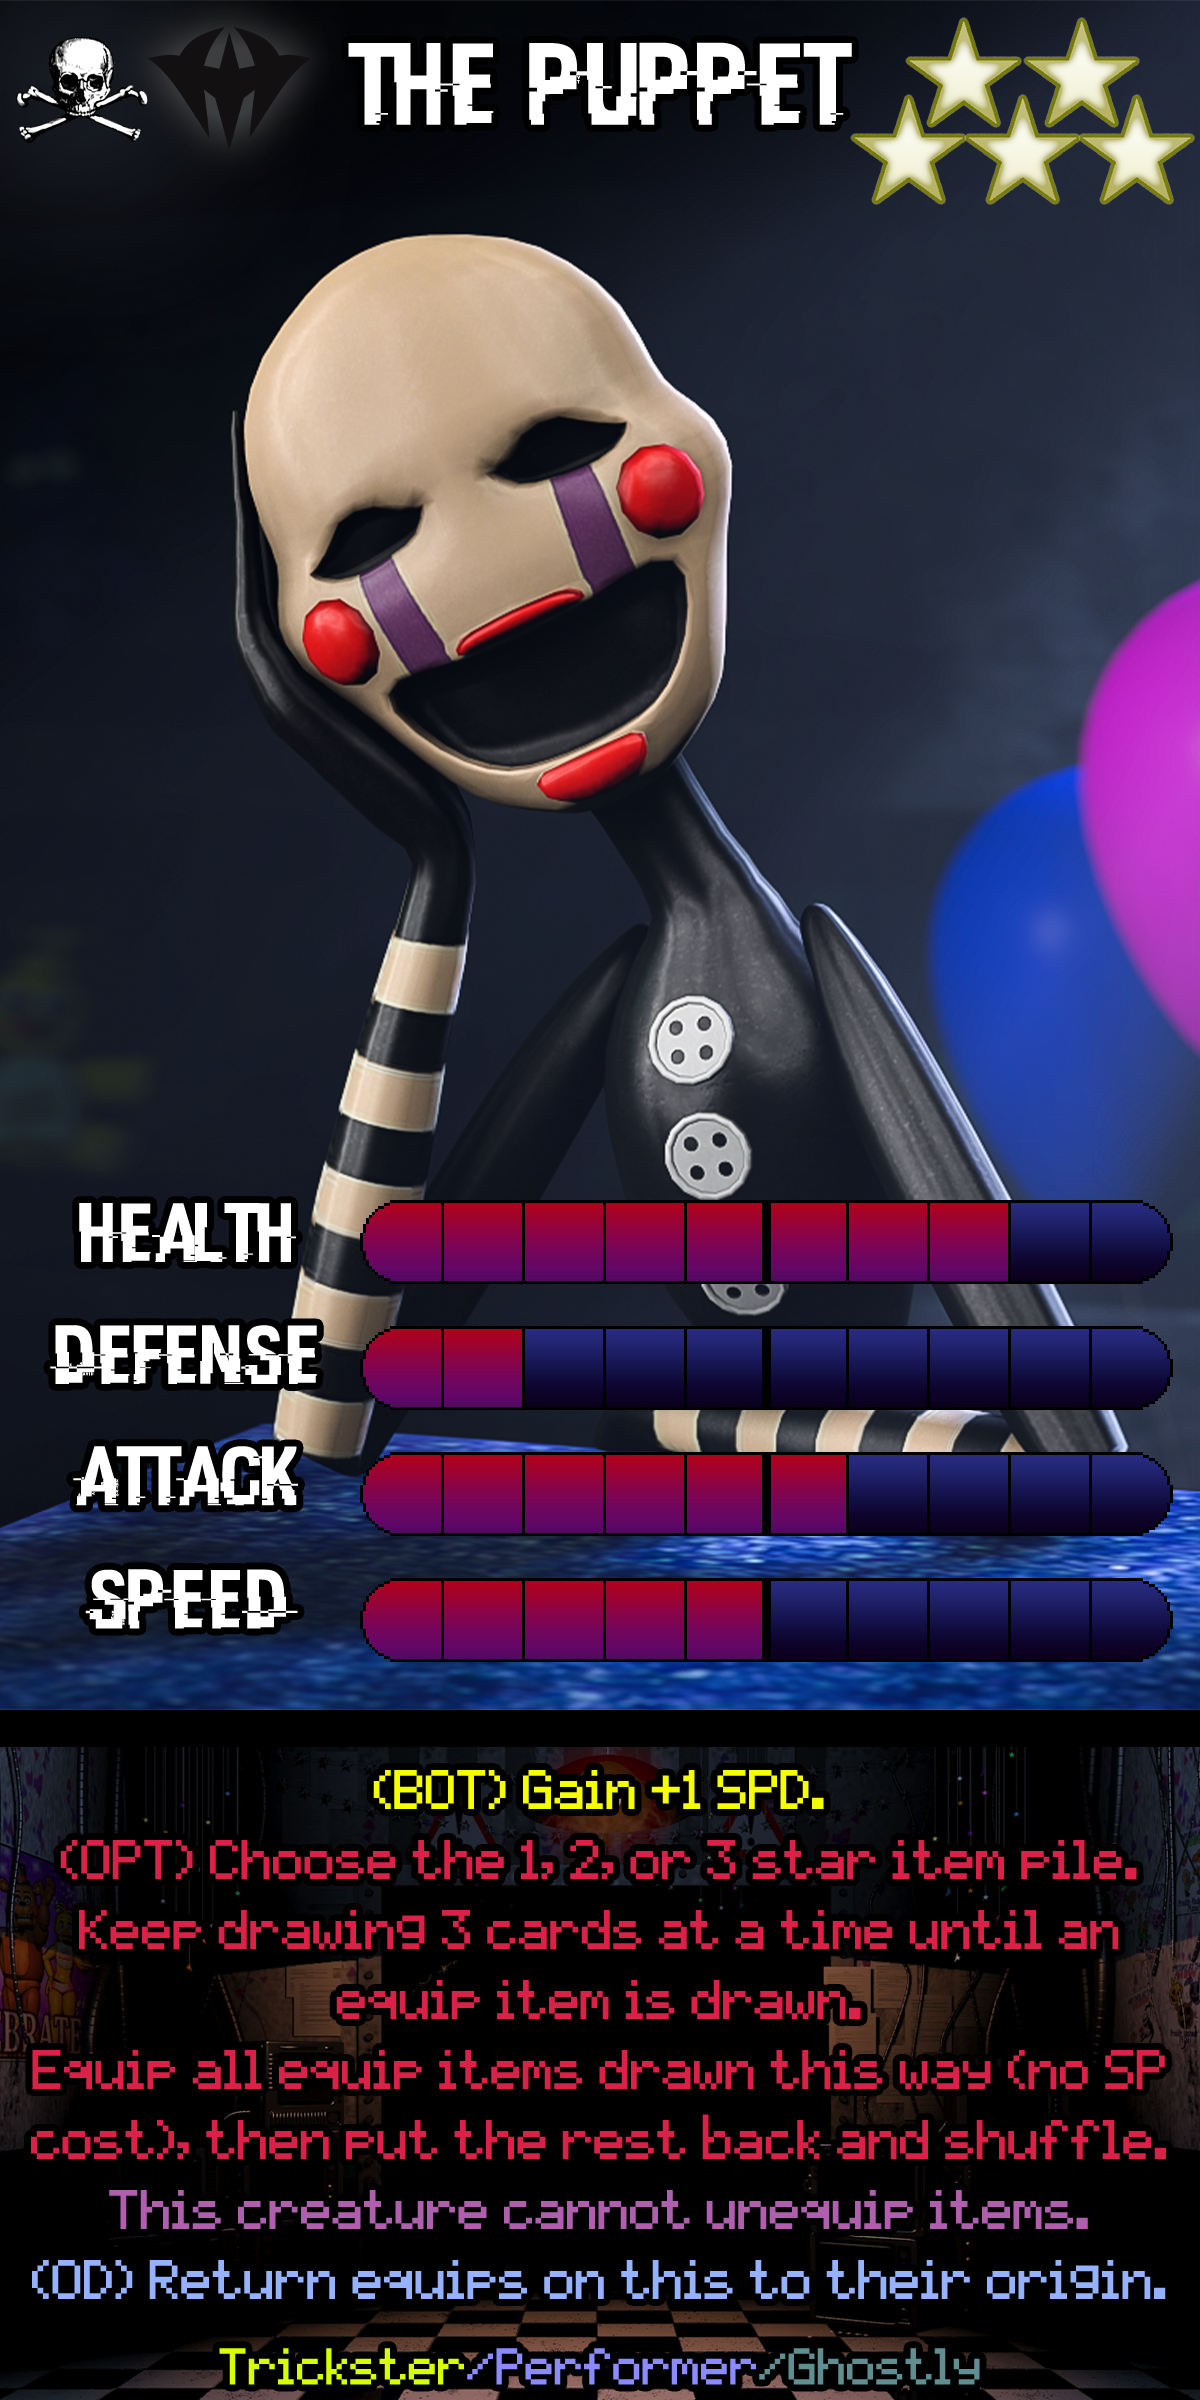 THE PUPPET
HEALTH
DEFENSE
ATTACK
SPEED
(BOT) Gain +1 SPD.
(OPT) Choose the 1, 2, or 3 star item pile.
Keep drawing 3 cards at a time until an
equip item is drawn.
Equip all equip items drawn this way (no SP
cost), then put the rest back and shuffle.
This creature cannot unequip items.
(OD) Return equips on this to their origin.
Trickster/Performer/Ghostly